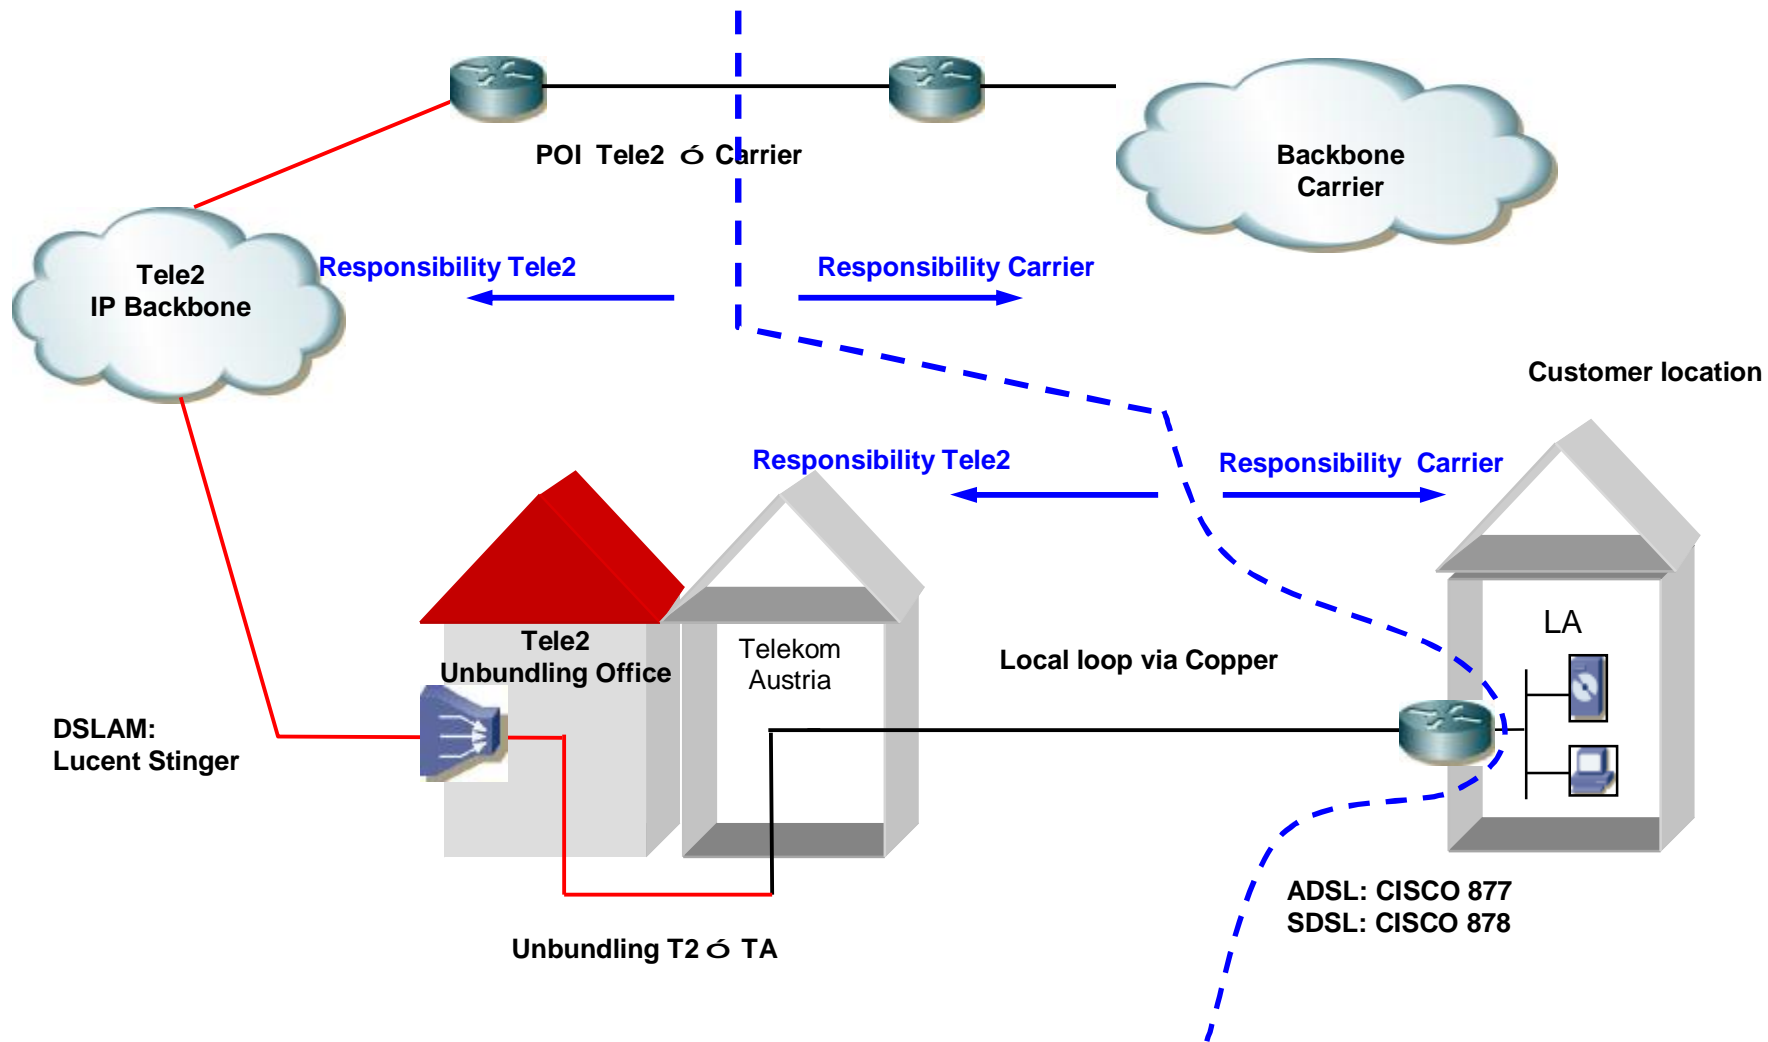 POI Tele2 ó Carrier
Backbone
Carrier
Tele2
IP Backbone
Responsibility Tele2
Responsibility Carrier
Customer location
Responsibility Tele2
Responsibility Carrier
Tele2
Unbundling Office
Telekom
Austria
Local loop via Copper
LA
DSLAM:
Lucent Stinger
ADSL: CISCO 877
SDSL: CISCO 878
Unbundling T2 ó TA